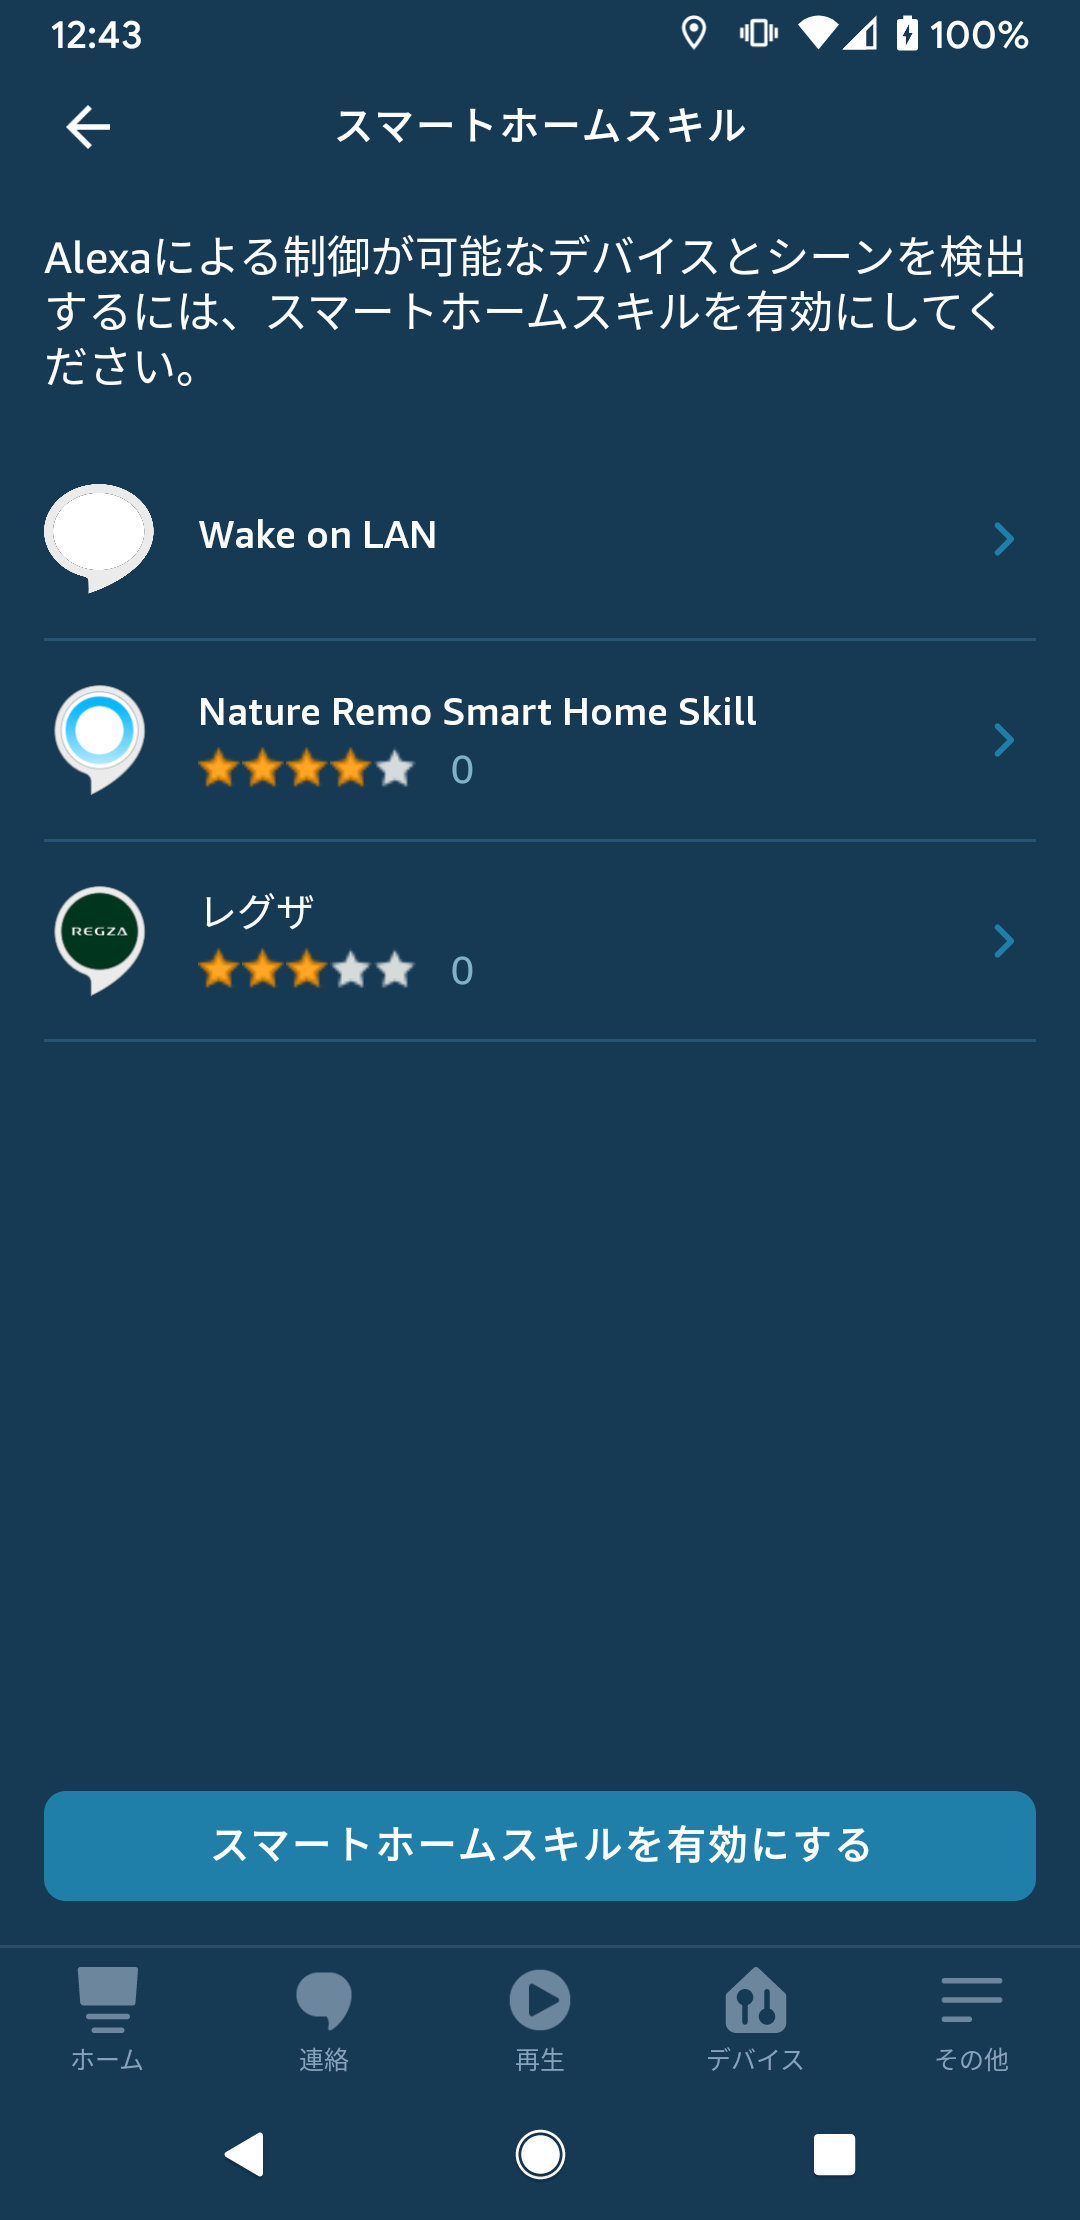 12:43
100%
スマートホームスキル
Alexaによる制御が可能なデバイスとシーンを検出
するには、スマートホームスキルを有効にしてく
ださい。
Wake on LAN
Nature Remo Smart Home Skill
0
REGZA
レグザ
0
スマートホームスキルを有効にする
ホーム
連絡
再生
デバイス
その他